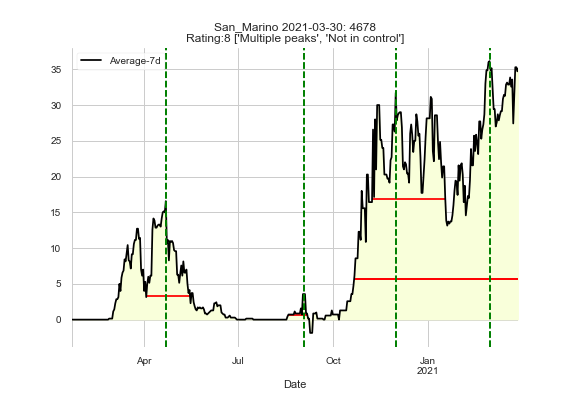 San_Marino 2021-03-30: 4678
Rating:8 ['Multiple peaks', 'Not in control']
Average-7d
35
30
25
20
15
10
5
0
Apr
Jul
Oct
Jan
2021
Date